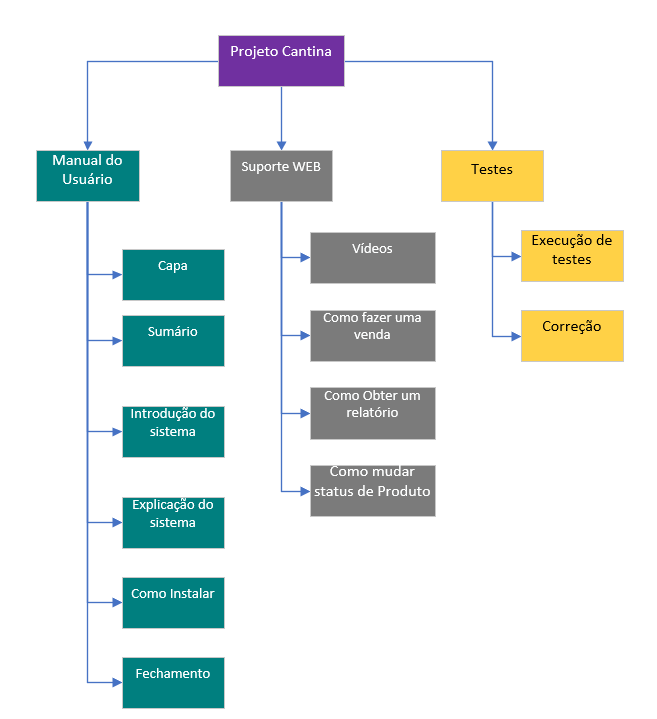 Projeto Cantina
Manual do
Usuário
Capa
Sumário
Introdução do
sistema
Explicação do
sistema
Como Instalar
Fechamento
Suporte WEB
Vídeos
Como fazer uma
venda
Como Obter um
relatório
Como mudar
status de Produto
Testes
Execução de
testes
Correção